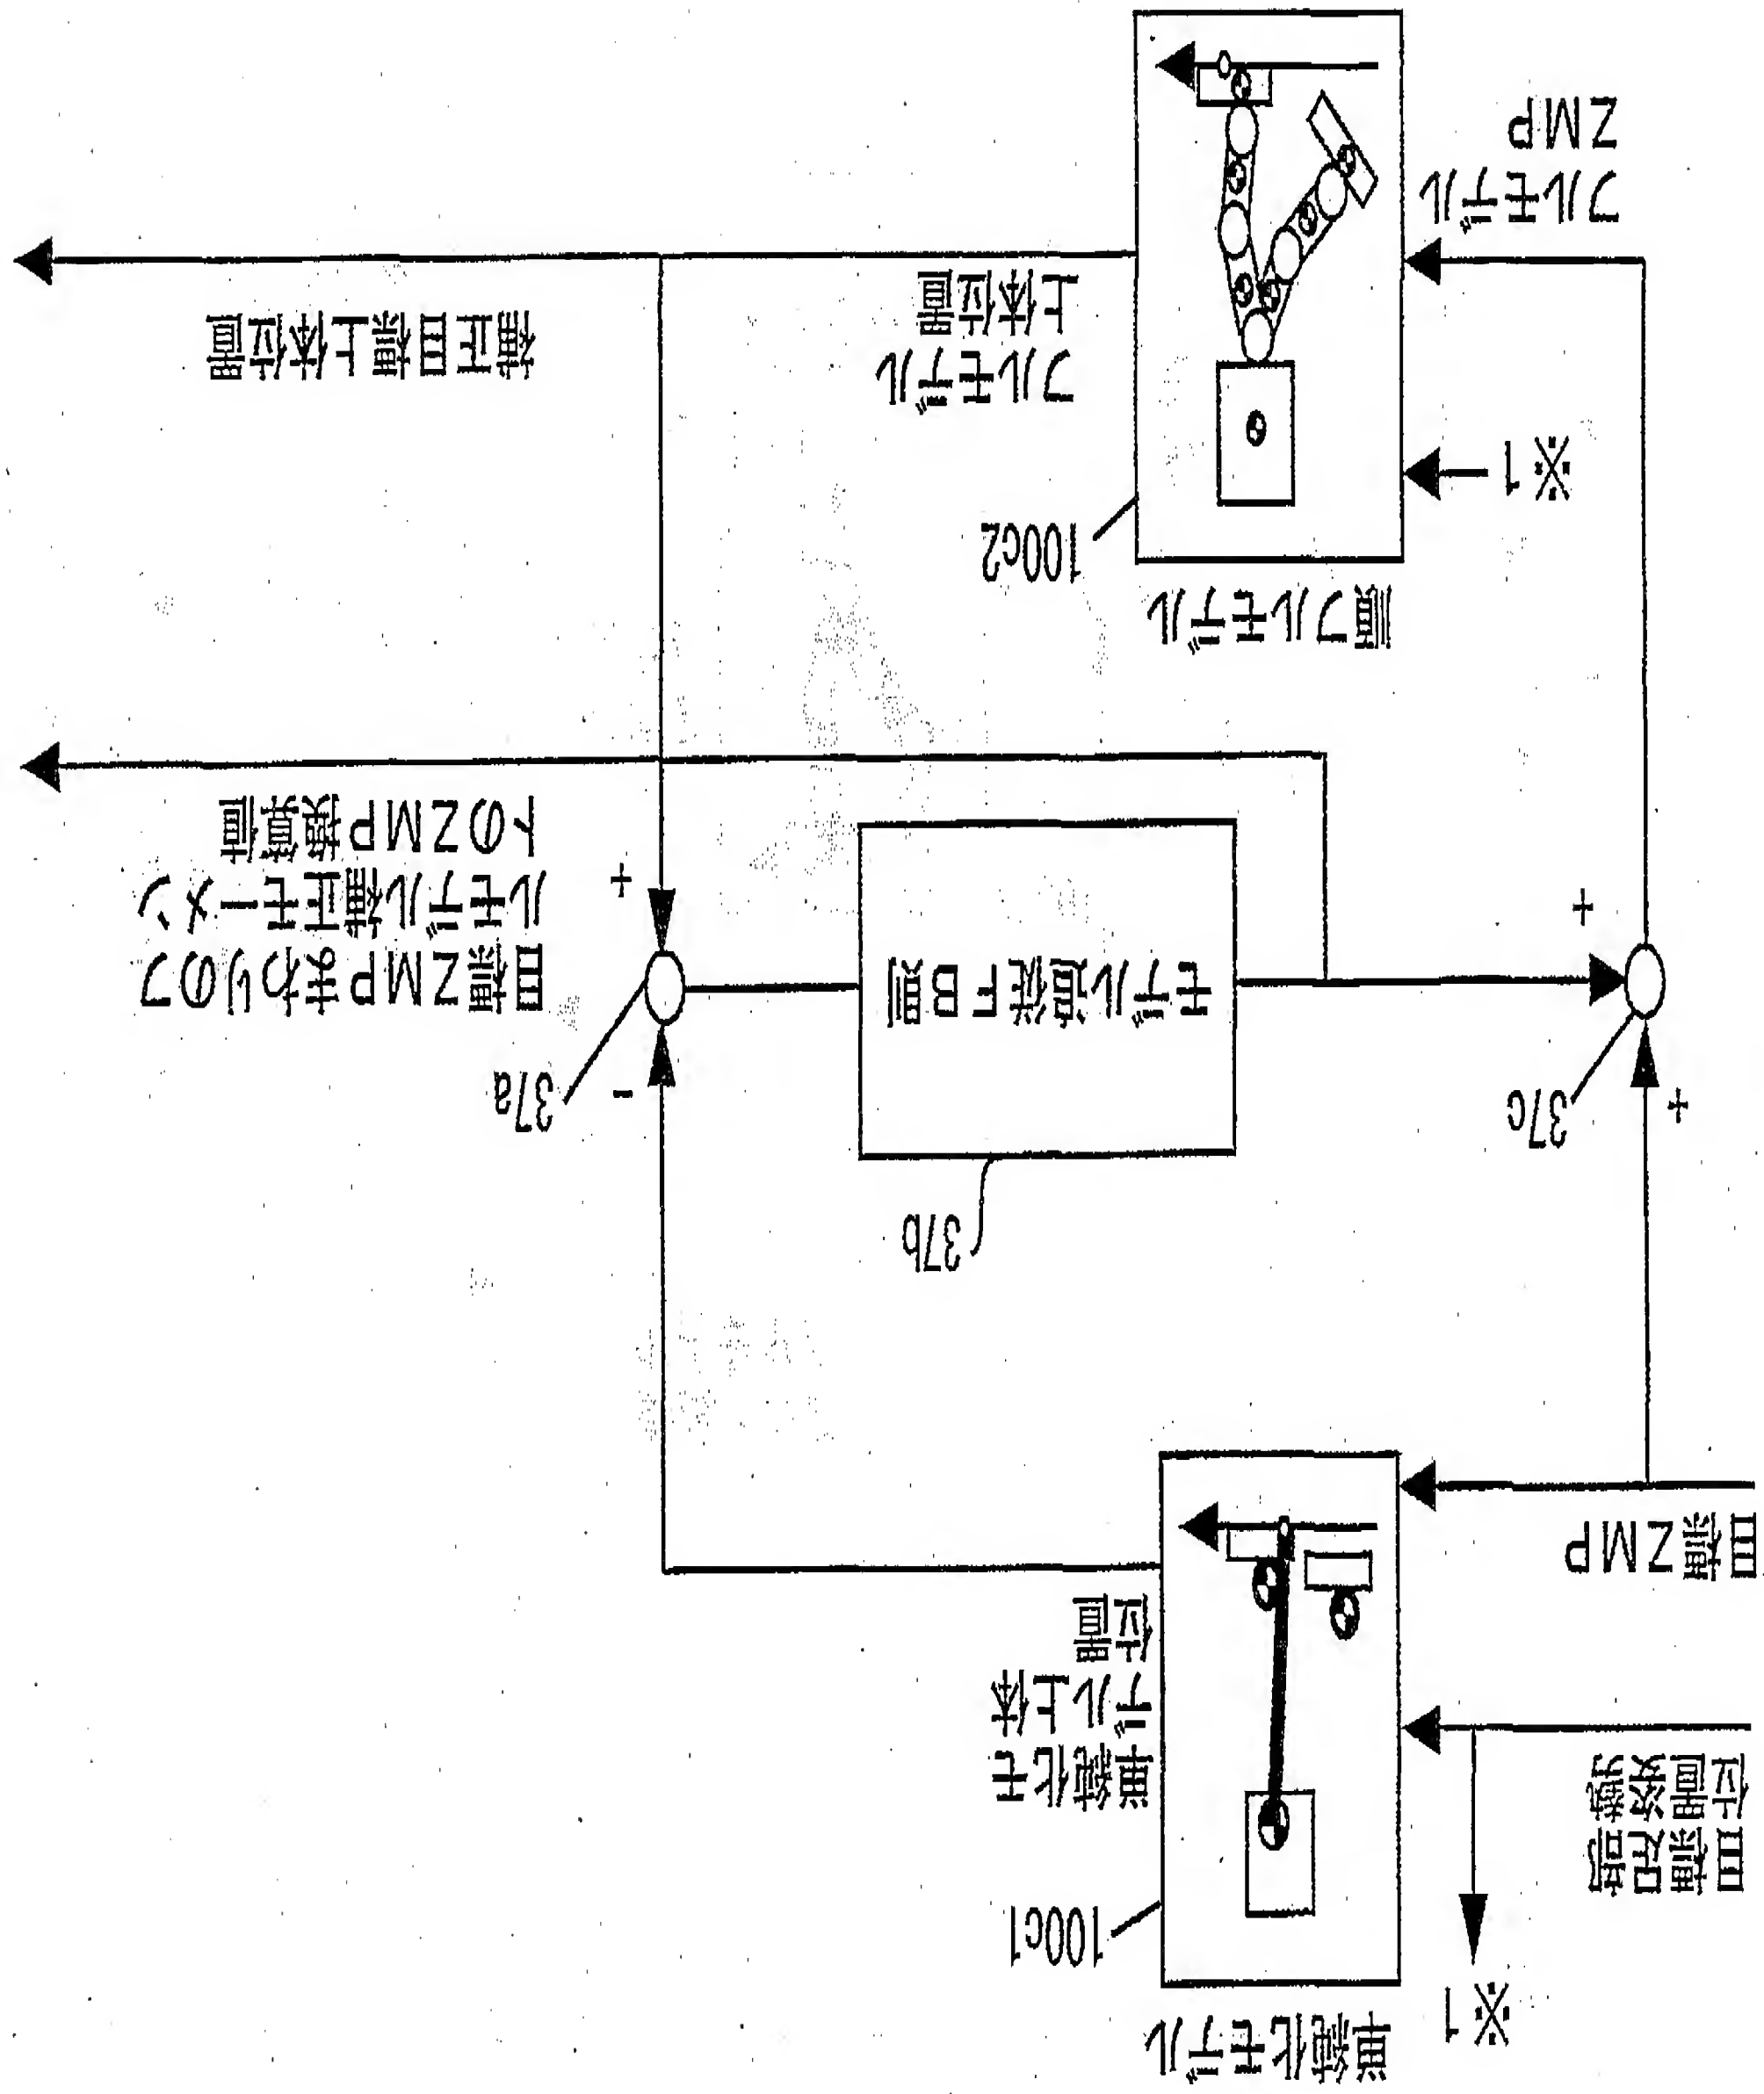 単純化モデル
※1
100c1
目標足部
位置姿勢
単純化モ
デル上体
位置
目標ZMP
37b
37c
+
37a
-
モデル追従FB則
+
+
目標ZMPまわりのフ
ルモデル補正モーメン
トのZMP換算値
順フルモデル
100c2
※1
フルモデル
上体位置
フルモデル
ZMP
補正目標上体位置